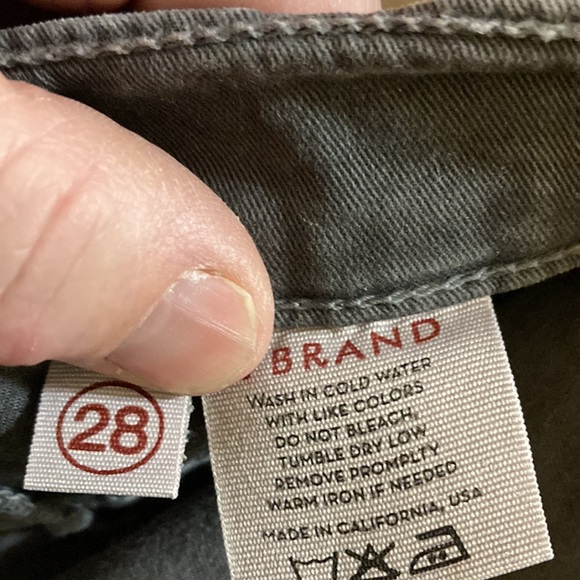 BRAND
WASH IN COLD WATER
WITH LIKE COLORS
DO NOT BLEACH,
TUMBLE DRY LOW
REMOVE PROMPLTY
WARM IRON IF NEEDED
MADE IN CALIFORNIA, USA
28